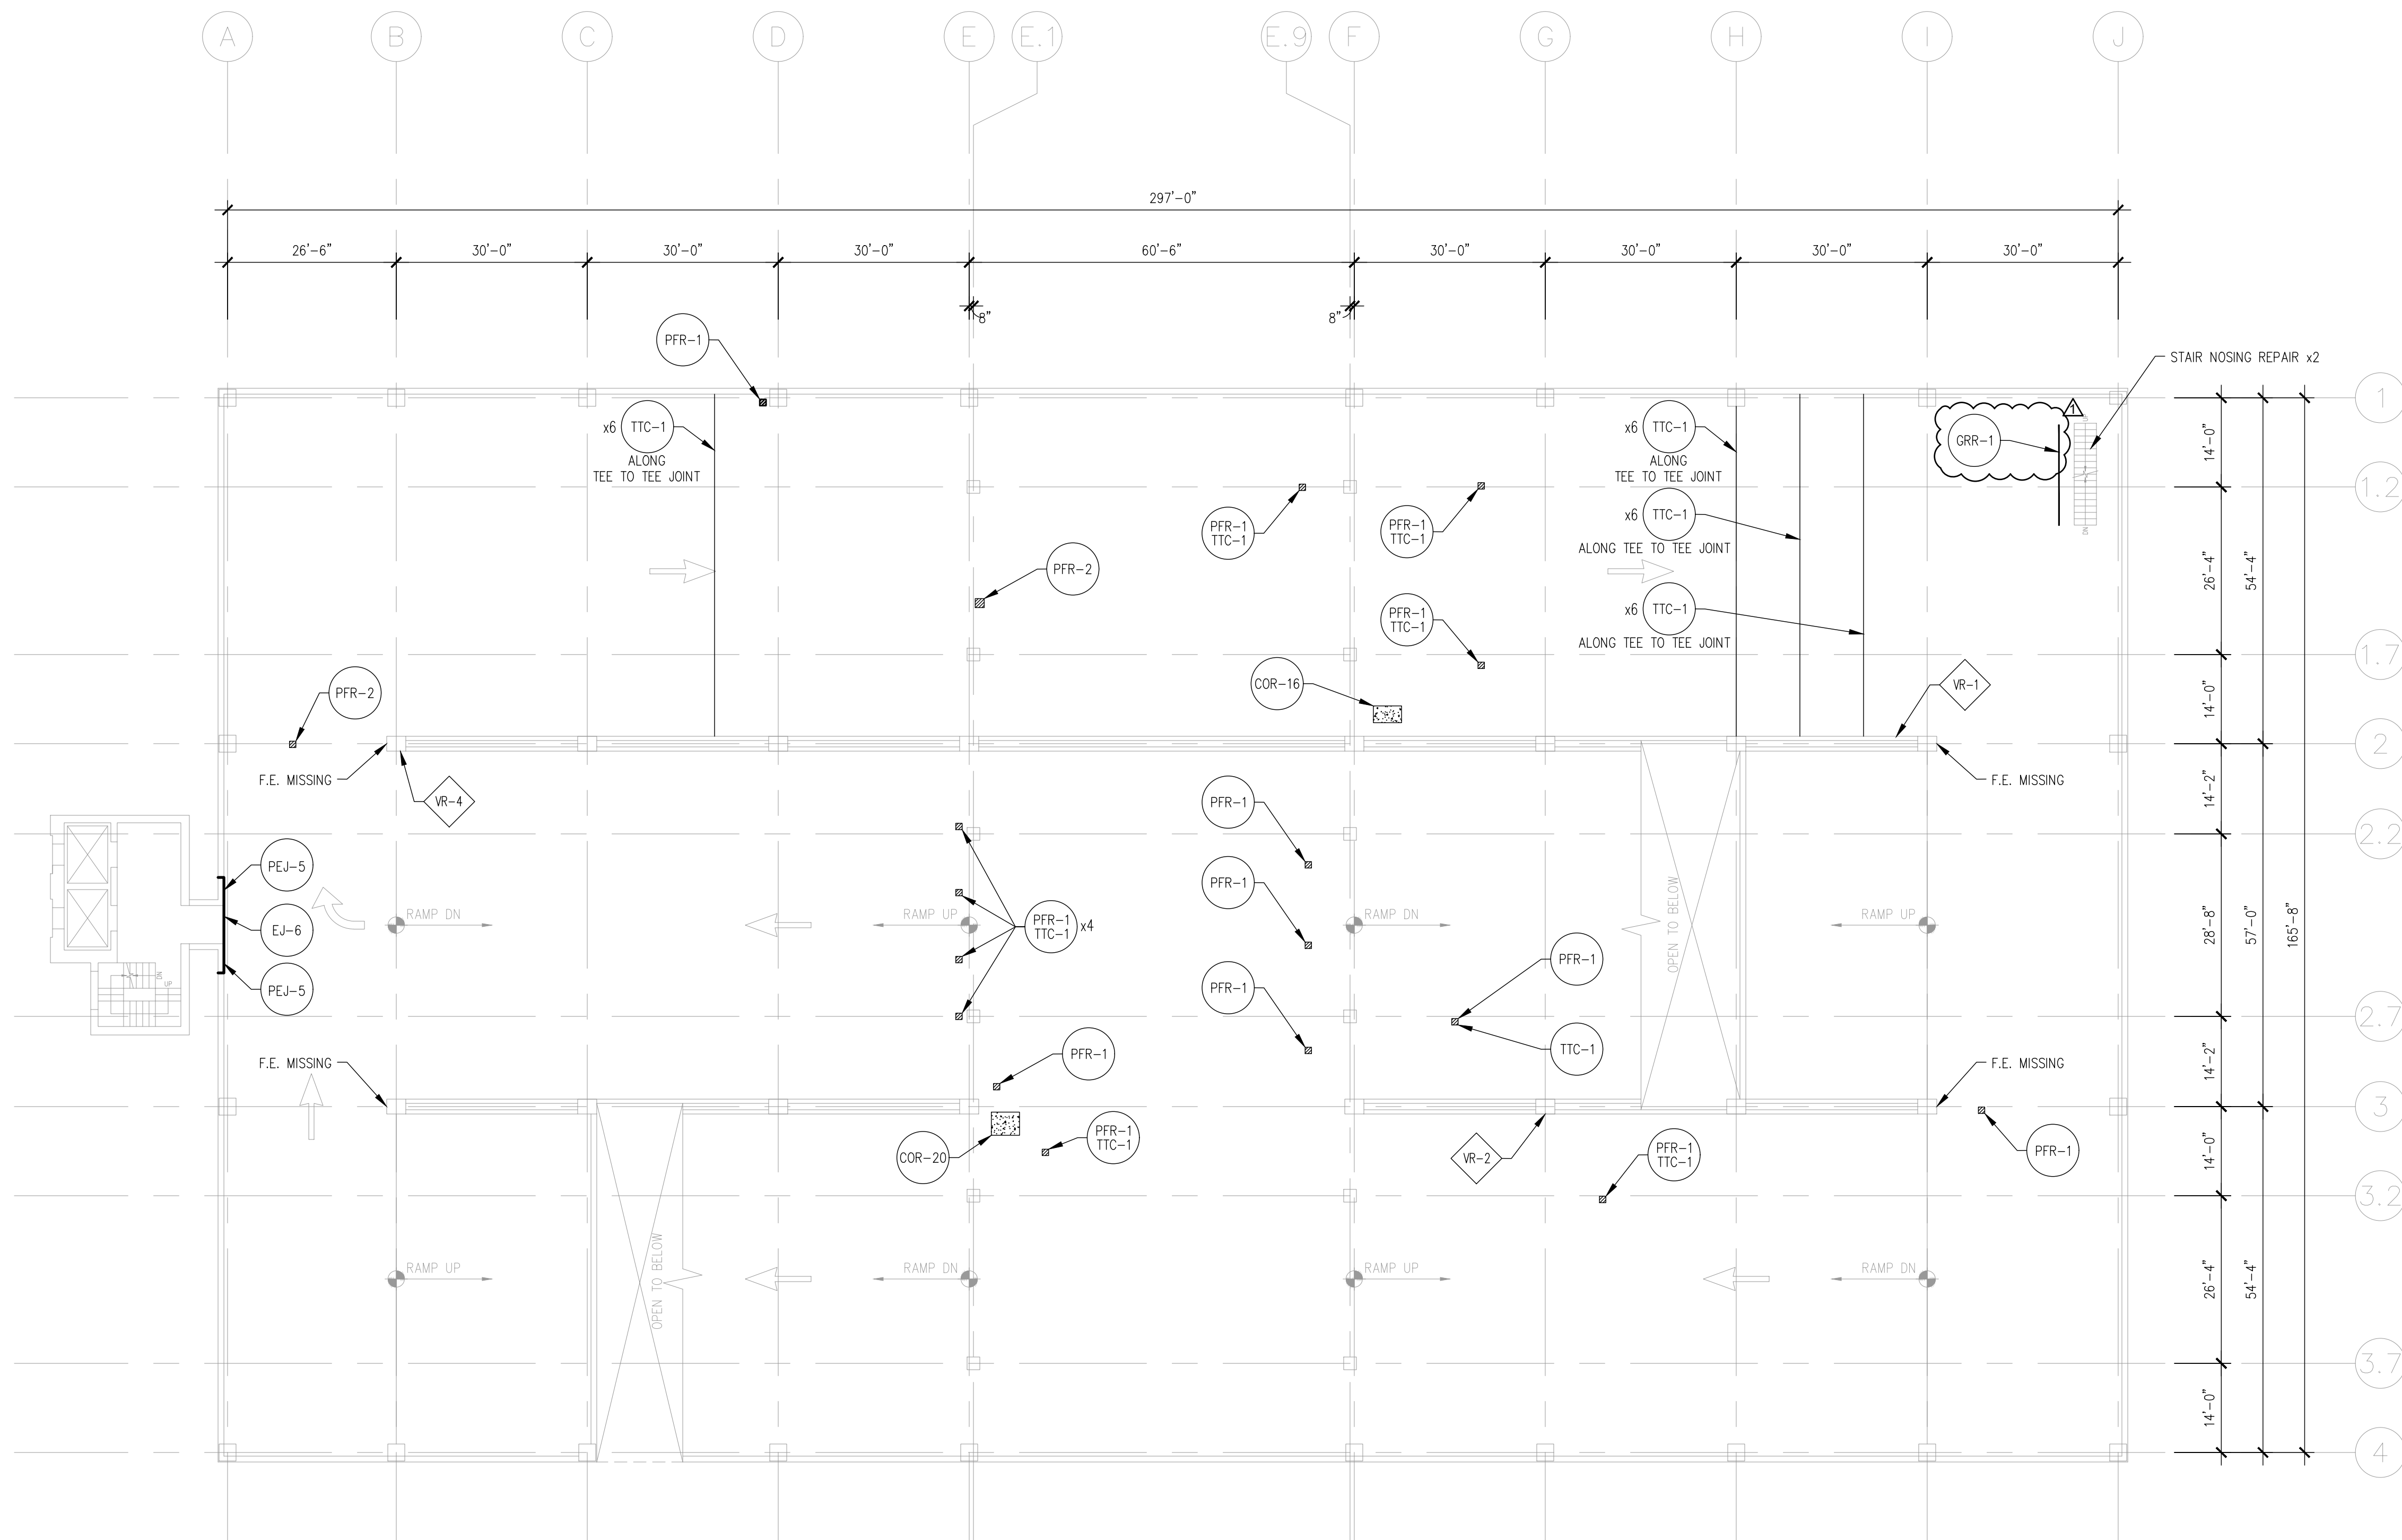 A
B
C
D
E
E.1
E.9
F
G
H
I
J
297'-0"
26'-6"
30'-0"
30'-0"
30'-0"
60'-6"
30'-0"
30'-0"
30'-0"
30'-0"
8"
8"
PFR-1
STAIR NOSING REPAIR x2
1
x6
TTC-1
ALONG
TEE TO TEE JOINT
x6
TTC-1
ALONG
TEE TO TEE JOINT
GRR-1
1
14'-0"
1.2
PFR-1
TTC-1
PFR-1
TTC-1
x6
TTC-1
ALONG TEE TO TEE JOINT
DN
PFR-2
26'-4"
54'-4"
PFR-1
TTC-1
x6
TTC-1
ALONG TEE TO TEE JOINT
1.7
PFR-2
COR-16
VR-1
14'-0"
2
F.E. MISSING
VR-4
PFR-1
F.E. MISSING
14'-2"
2.2
PEJ-5
PFR-1
OPEN TO BELOW
EJ-6
RAMP DN
RAMP UP
PFR-1
TTC-1
x4
RAMP DN
RAMP UP
28'-8"
57'-0"
165'-8"
PEJ-5
DN
UP
PFR-1
PFR-1
2.7
F.E. MISSING
PFR-1
TTC-1
F.E. MISSING
14'-2"
3
COR-20
PFR-1
TTC-1
VR-2
PFR-1
TTC-1
PFR-1
14'-0"
3.2
OPEN TO BELOW
RAMP UP
RAMP DN
RAMP UP
RAMP DN
26'-4"
54'-4"
3.7
14'-0"
4